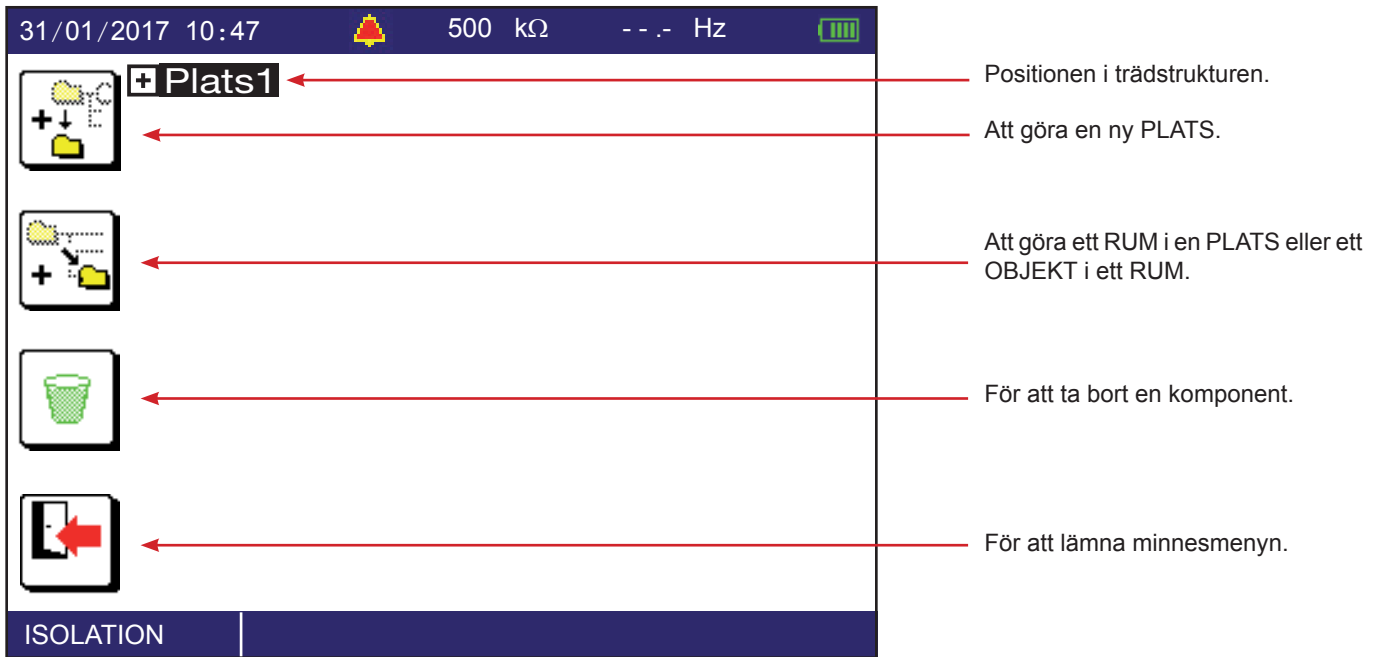 31/01/2017 10:47 500 kΩ - - .- Hz
+ Plats1
Positionen i trädstrukturen.
Att göra en ny PLATS.
Att göra ett RUM i en PLATS eller ett
OBJEKT i ett RUM.
För att ta bort en komponent.
För att lämna minnesmenyn.
ISOLATION